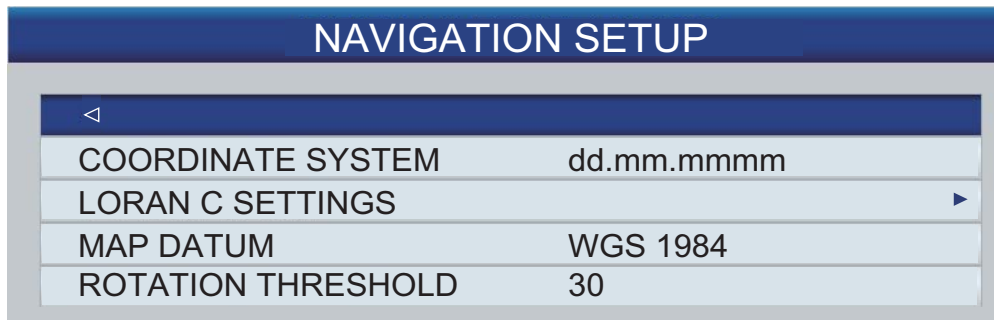 NAVIGATION SETUP
COORDINATE SYSTEM dd.mm.mmmm
LORAN C SETTINGS
MAP DATUM WGS 1984
ROTATION THRESHOLD 30